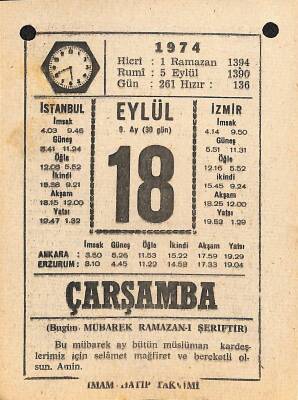 1974
Hicri : 1 Ramazan 1394
Rumî : 5 Eylül 1390
Gün : 261 Hızır : 136
İSTANBUL
İmsak
4.03 9.46
Güneş
5.41 11.24
Öğle
12.06 5.52
İkindi
15.38 9.21
Akşam
18.15 12.00
Yatsı
19.47 1.32
EYLÜL
9. Ay (30 gün)
18
İZMİR
İmsak
4.14 9.50
Güneş
5.51 11.31
Öğle
12.16 5.52
İkindi
15.45 9.24
Akşam
18.25 12.00
Yatsı
19.53 1.29
İmsak Güneş Öğle İkindi Akşam Yatsı
ANKARA : 3.50 5.26 11.53 15.22 17.59 19.29
ERZURUM : 3.10 4.45 11.22 14.58 17.33 19.04
ÇARŞAMBA
(Bugün MÜBAREK RAMAZAN-I ŞERİFTİR)
Bu mübarek ay bütün müslüman kardeş-
lerimiz için selâmet mağfiret ve bereketli ol-
sun. Amin.
İMAM HATİP TAKVİMİ